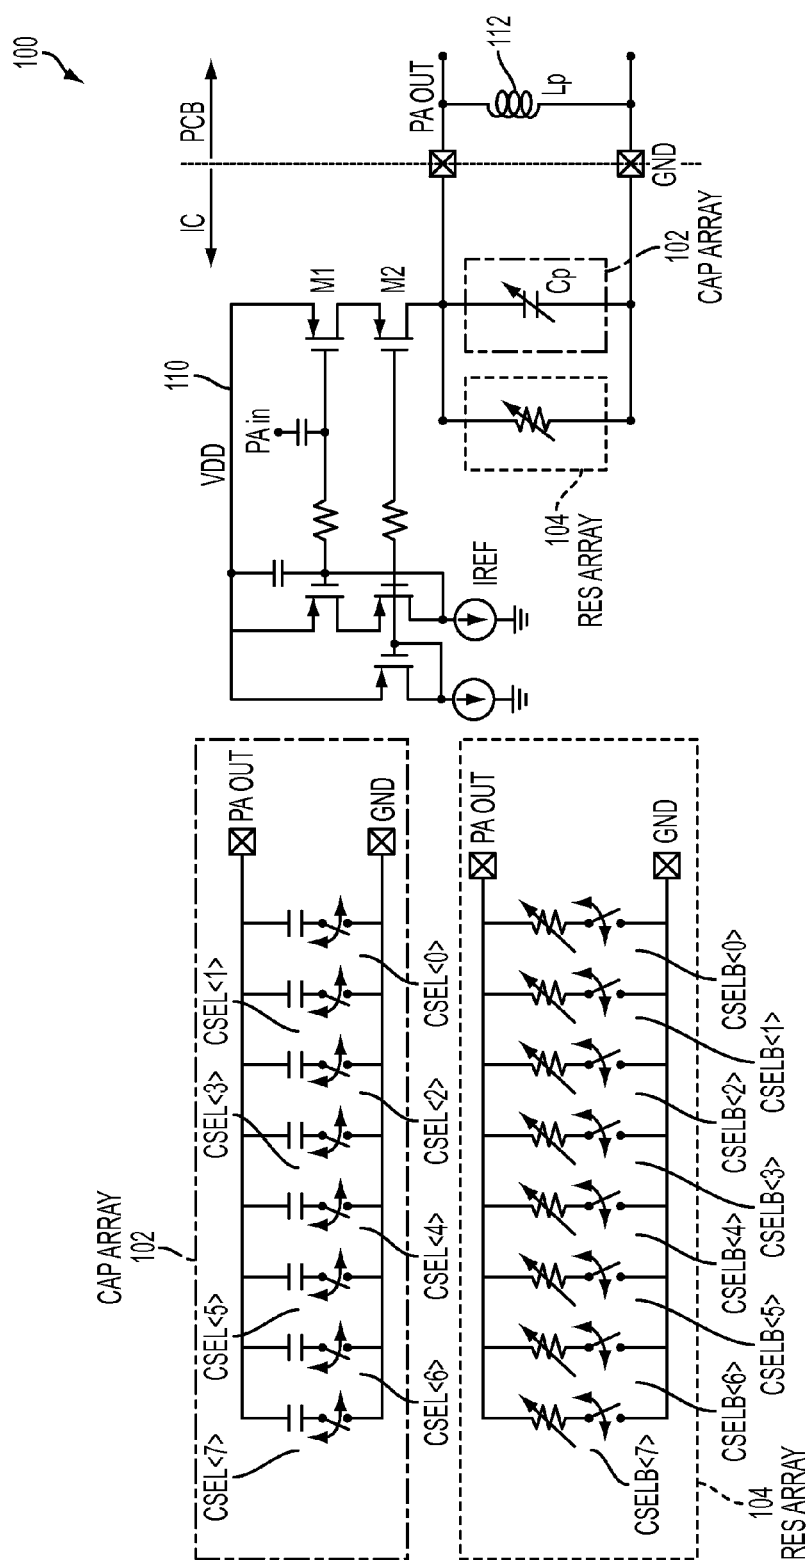 100
IC
PCB
110
VDD
M1
M2
PA in
IREF
PA OUT
112
Lp
GND
Cp
102
CAP ARRAY
104
RES ARRAY
CAP ARRAY
102
PA OUT
GND
CSEL<7>
CSEL<6>
CSEL<5>
CSEL<4>
CSEL<3>
CSEL<2>
CSEL<1>
CSEL<0>
PA OUT
GND
CSELB<7>
CSELB<6>
CSELB<5>
CSELB<4>
CSELB<3>
CSELB<2>
CSELB<1>
CSELB<0>
104
RES ARRAY